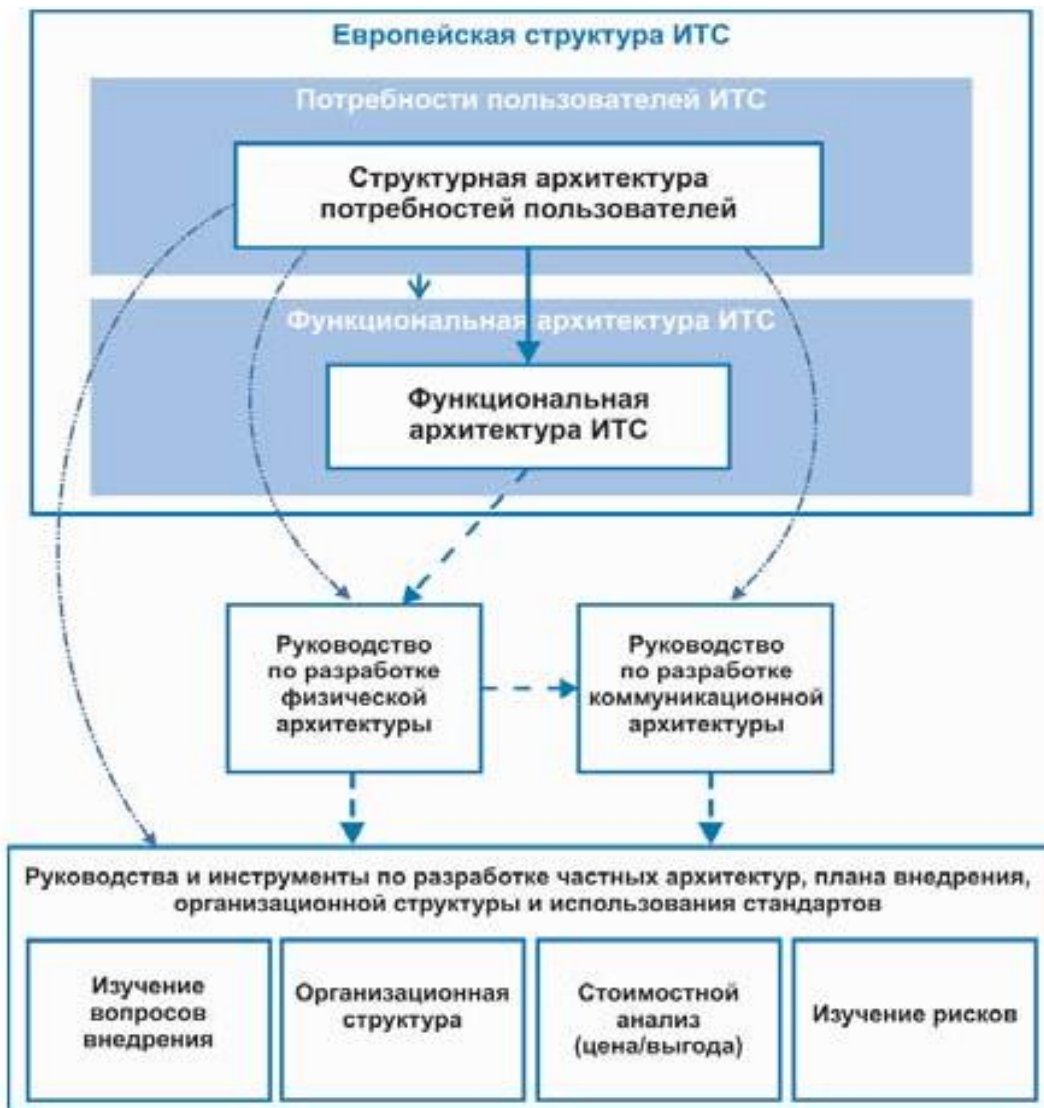 Европейская структура ИТС
Потребности пользователей ИТС
Структурная архитектура
потребностей пользователей
Функциональная архитектура ИТС
Функциональная
архитектура ИТС
Руководство
по разработке
физической
архитектуры
Руководство
по разработке
коммуникационной
архитектуры
Руководства и инструменты по разработке частных архитектур, плана внедрения,
организационной структуры и использования стандартов
Изучение
вопросов
внедрения
Организационная
структура
Стоимостной
анализ
(цена/выгода)
Изучение рисков